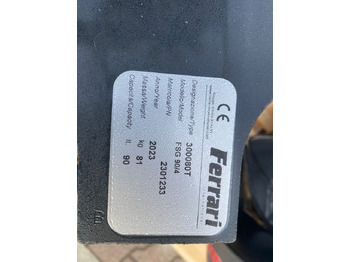 CE
Ferrari
Designazione/Type 300080T
Modello/Model FSG 90/4
Matricola/PIN 2301233
Anno/Year 2023
Massa/Weight kg 81
Capacità/Capacity lt. 90